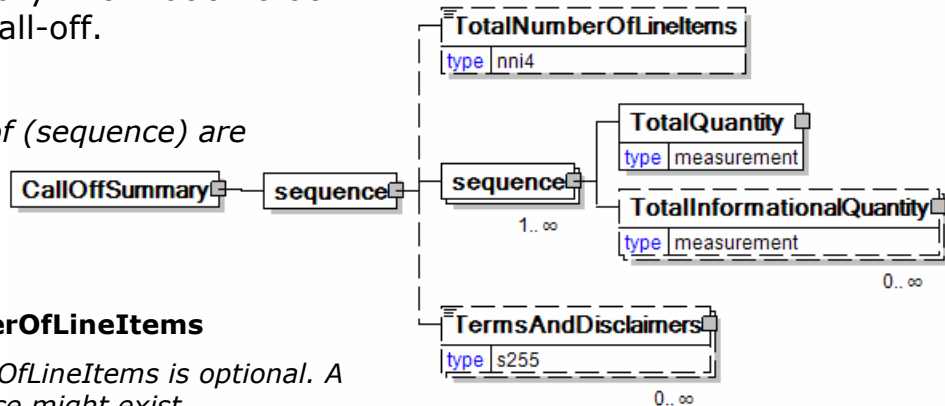 all-off.
of (sequence) are
CallOffSummary
sequence
TotalNumberOfLineItems
type nni4
sequence
1.. ∞
TotalQuantity
type measurement
TotalInformationalQuantity
type measurement
0.. ∞
TermsAndDisclaimers
type s255
0.. ∞
erOfLineItems
OfLineItems is optional. A